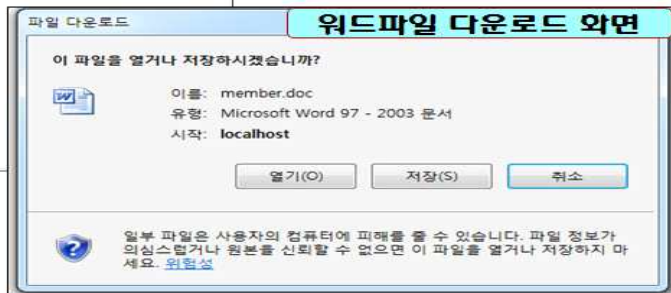 파일 다운로드
워드파일 다운로드 화면
이 파일을 열거나 저장하시겠습니까?
이름: member.doc
유형: Microsoft Word 97 - 2003 문서
시작: localhost
열기(O) 저장(S) 취소
일부 파일은 사용자의 컴퓨터에 피해를 줄 수 있습니다. 파일 정보가
의심스럽거나 원본을 신뢰할 수 없으면 이 파일을 열거나 저장하지 마
세요. 위험성